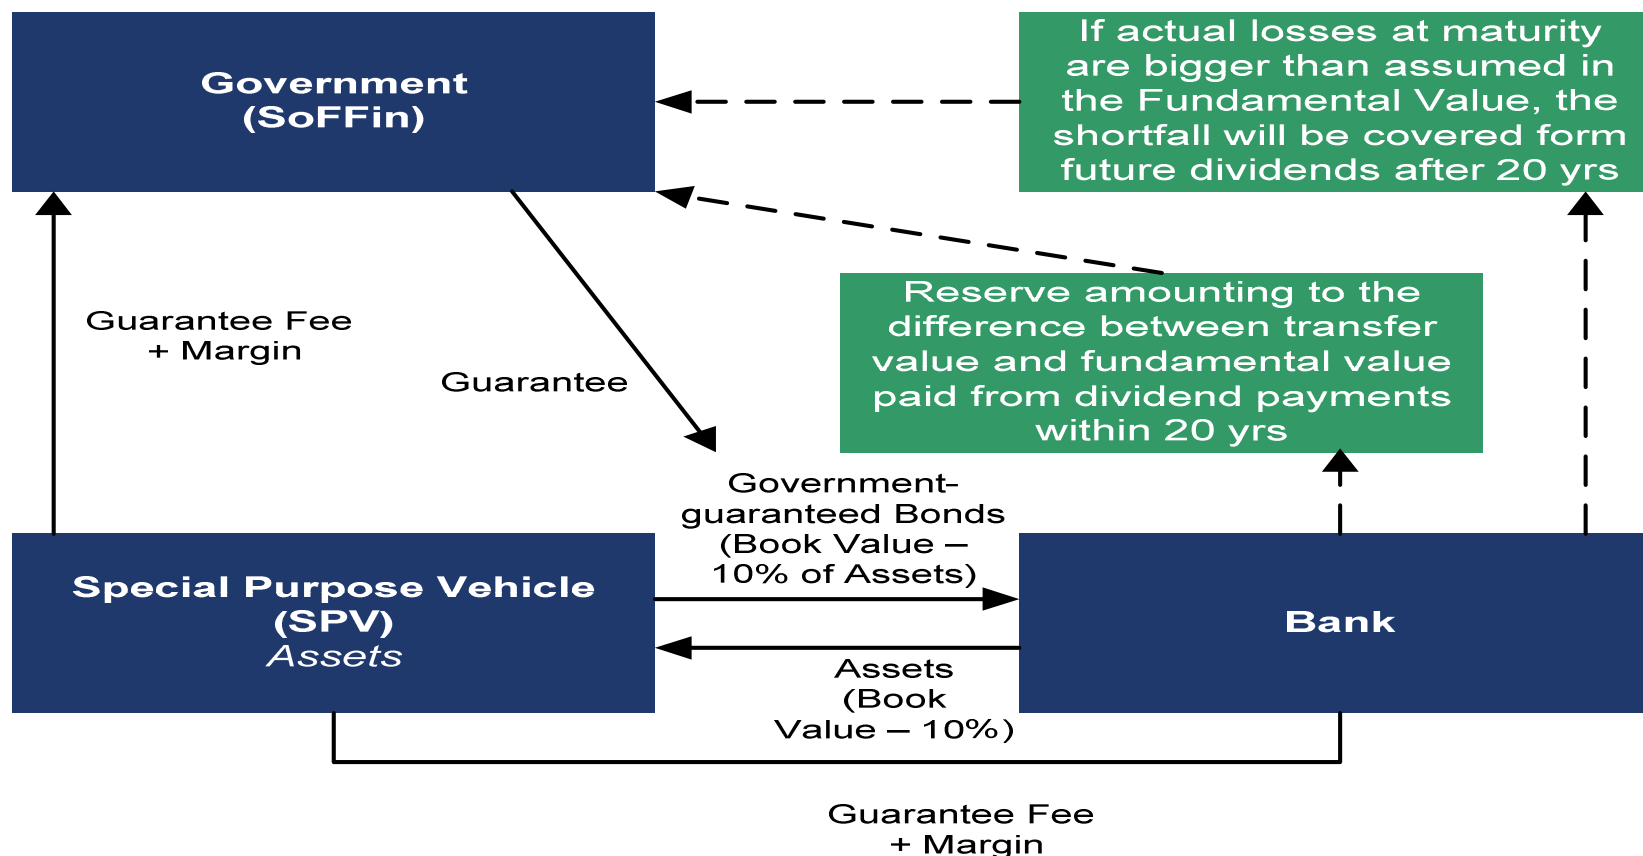 Government
(SoFFin)
If actual losses at maturity
are bigger than assumed in
the Fundamental Value, the
shortfall will be covered form
future dividends after 20 yrs
Reserve amounting to the
difference between transfer
value and fundamental value
paid from dividend payments
within 20 yrs
Guarantee Fee
+ Margin
Guarantee
Government-
guaranteed Bonds
(Book Value –
10% of Assets)
Special Purpose Vehicle
(SPV)
Assets
Bank
Assets
(Book
Value – 10%)
Guarantee Fee
+ Margin